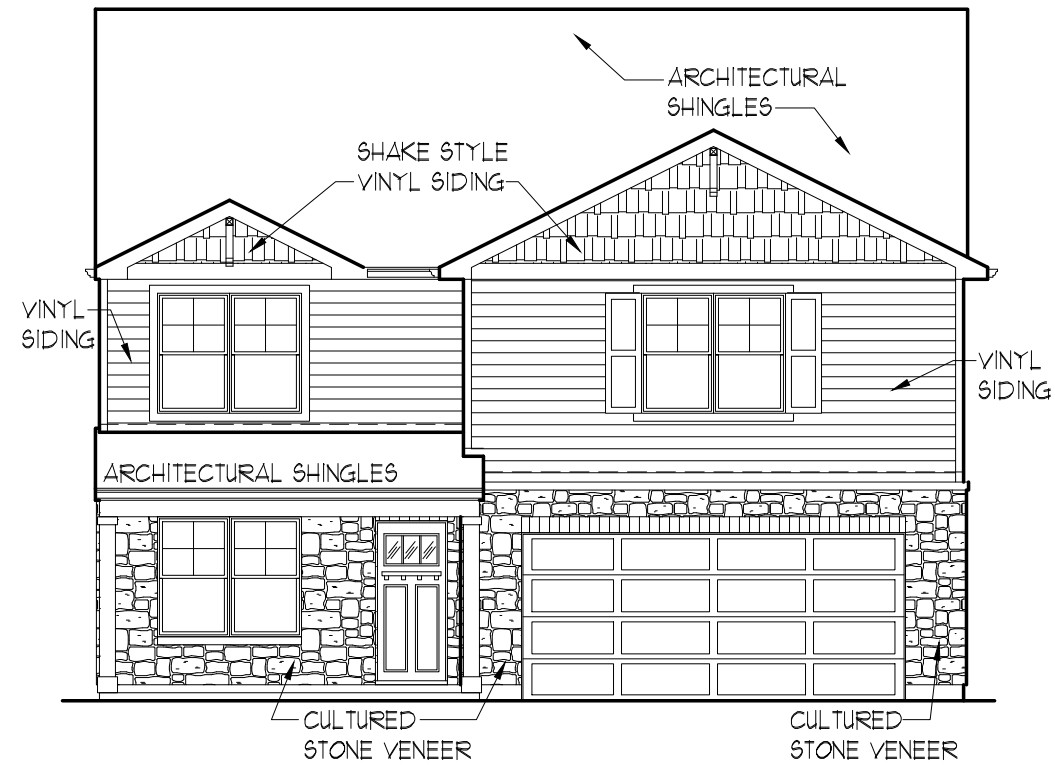 ARCHITECTURAL
SHINGLES
SHAKE STYLE
VINYL SIDING
VINYL
SIDING
VINYL
SIDING
ARCHITECTURAL SHINGLES
CULTURED
STONE VENEER
CULTURED
STONE VENEER